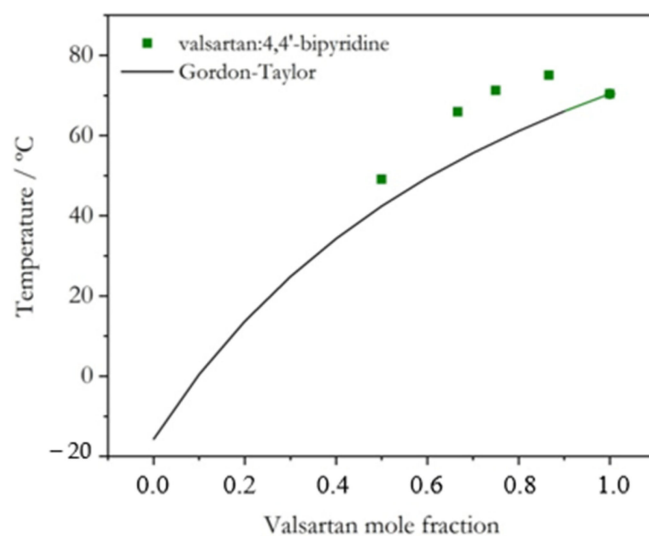 valsartan:4,4'-bipyridine
Gordon-Taylor
80
60
40
20
0
−20
Temperature / ºC
0.0 0.2 0.4 0.6 0.8 1.0
Valsartan mole fraction